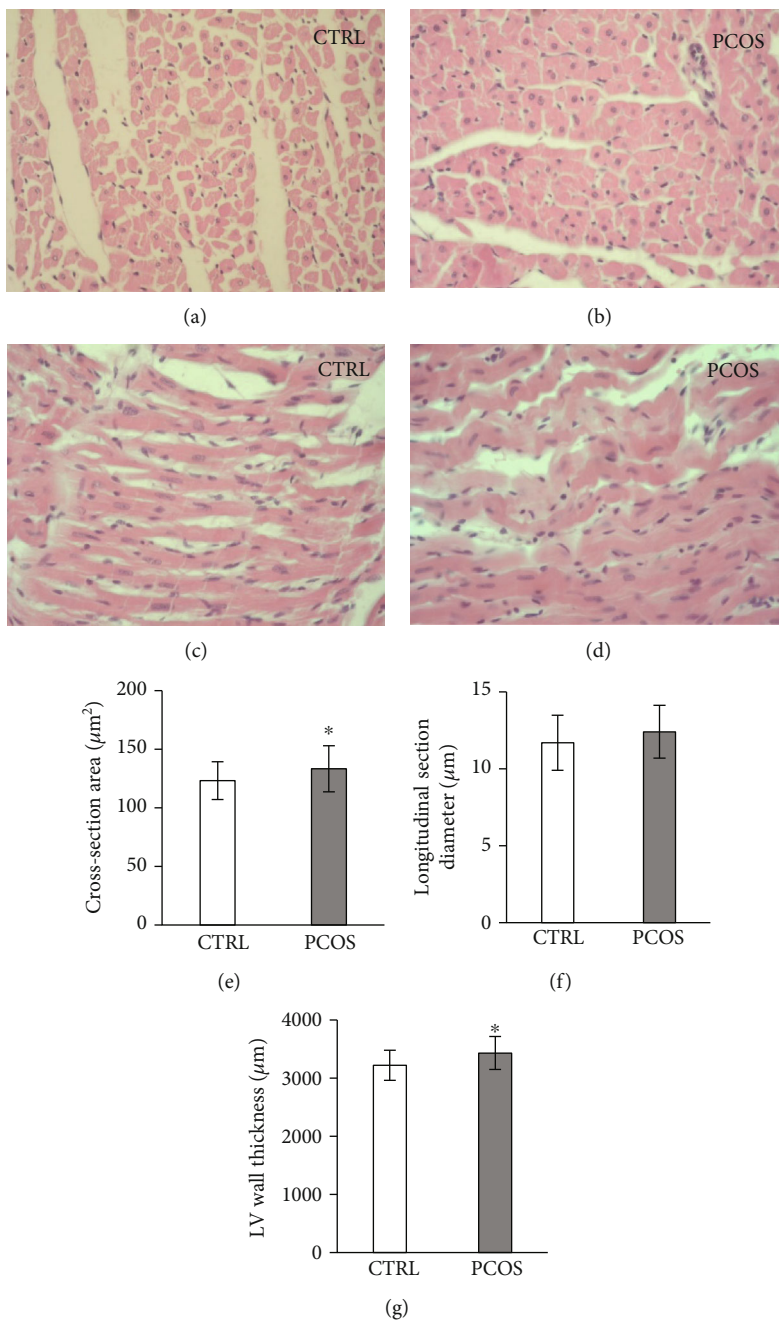 CTRL
PCOS
(a)
(b)
CTRL
PCOS
(c)
(d)
Cross-section area (μm²)
200
150
100
50
0
*
CTRL
PCOS
(e)
Longitudinal section
diameter (μm)
15
10
5
0
CTRL
PCOS
(f)
LV wall thickness (μm)
4000
3000
2000
1000
0
*
CTRL
PCOS
(g)